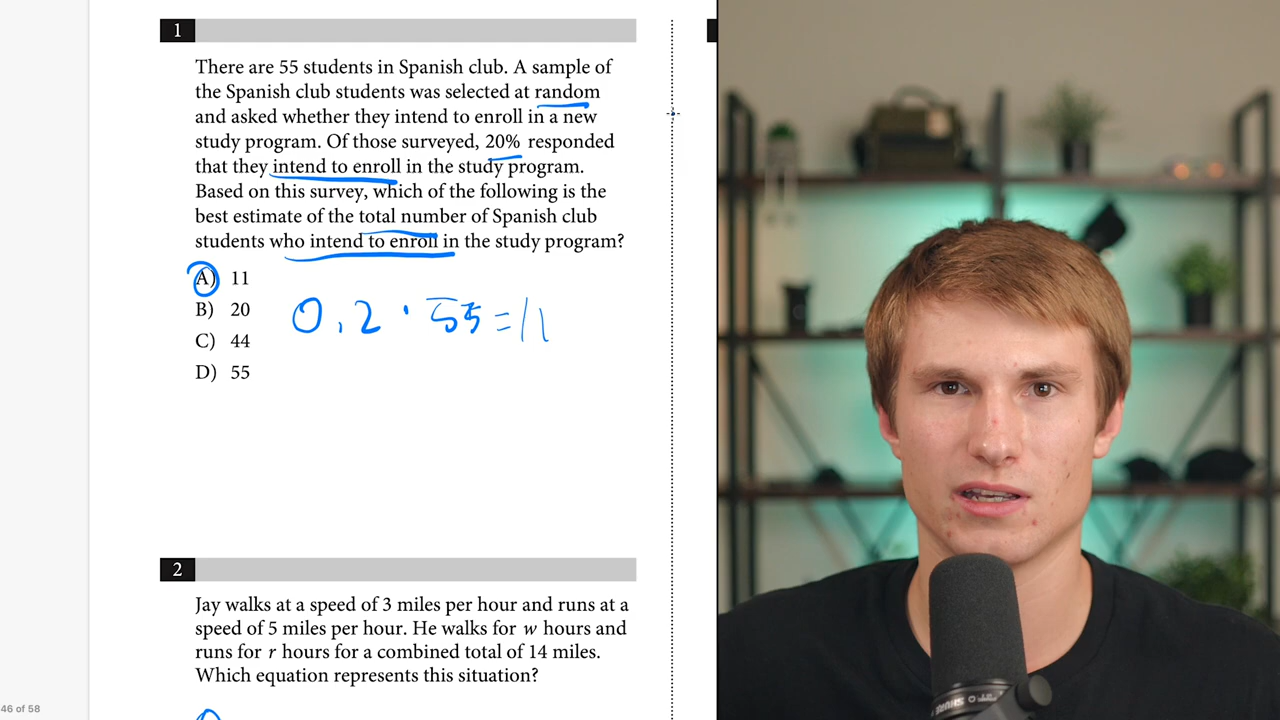 1
There are 55 students in Spanish club. A sample of
the Spanish club students was selected at random
and asked whether they intend to enroll in a new
study program. Of those surveyed, 20% responded
that they intend to enroll in the study program.
Based on this survey, which of the following is the
best estimate of the total number of Spanish club
students who intend to enroll in the study program?
A) 11
B) 20
0.2 · 55 = 11
C) 44
D) 55
2
Jay walks at a speed of 3 miles per hour and runs at a
speed of 5 miles per hour. He walks for w hours and
runs for r hours for a combined total of 14 miles.
Which equation represents this situation?
46 of 58
SHURE